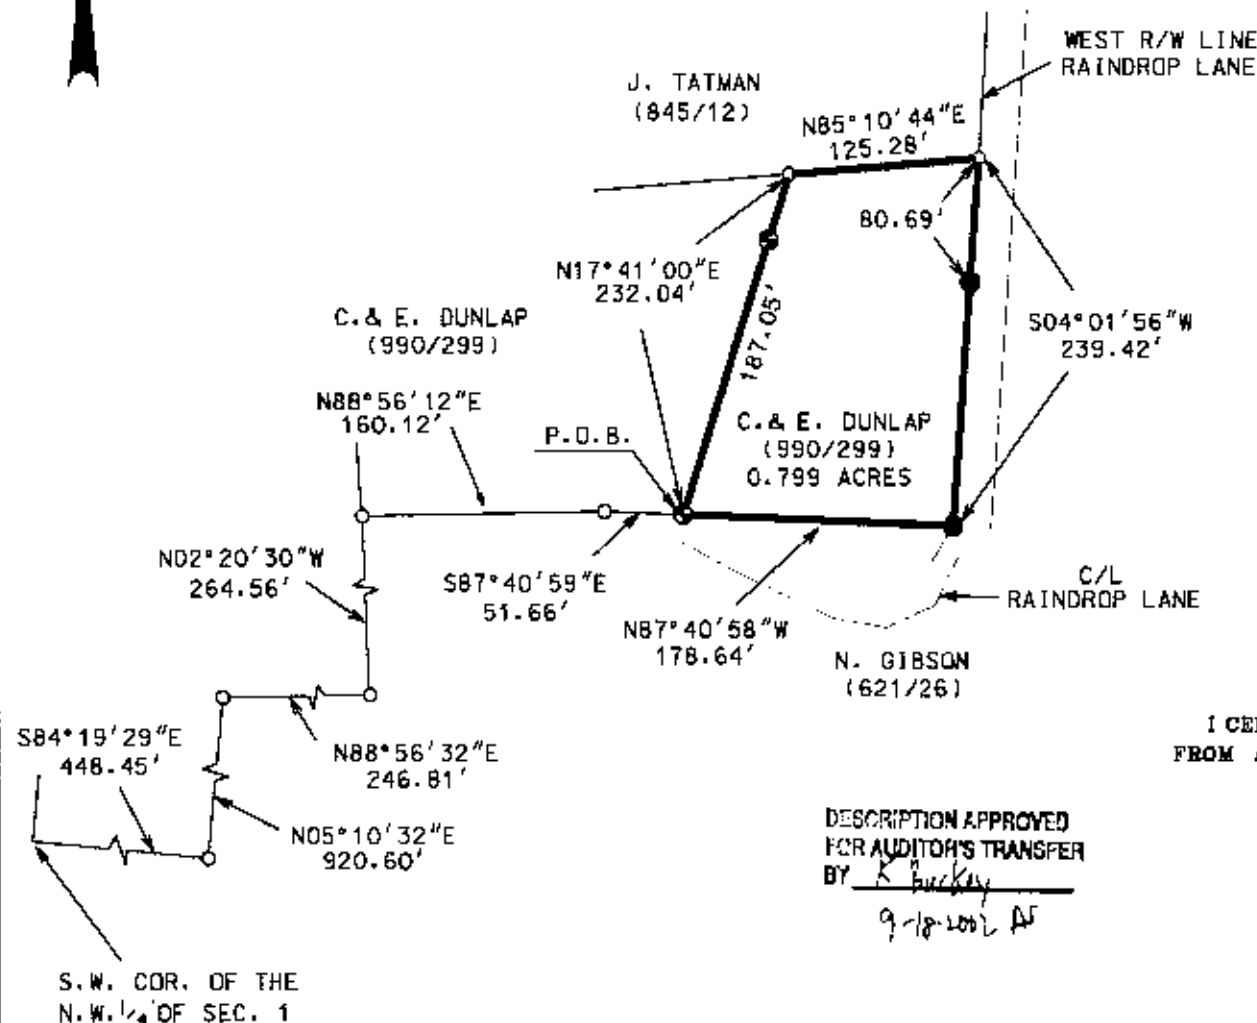 WEST R/W LINE
RAINDROP LANE
J. TATMAN
(845/12)
N85°10'44"E
125.28'
80.69'
N17°41'00"E
232.04'
187.05'
S04°01'56"W
239.42'
C.& E. DUNLAP
(990/299)
N88°56'12"E
160.12'
P.O.B.
C.& E. DUNLAP
(990/299)
0.799 ACRES
N02°20'30"W
264.56'
S87°40'59"E
51.66'
N87°40'58"W
178.64'
C/L
RAINDROP LANE
N. GIBSON
(621/26)
S84°19'29"E
448.45'
N88°56'32"E
246.81'
N05°10'32"E
920.60'
I CE
FROM A
DESCRIPTION APPROVED
FOR AUDITOR'S TRANSFER
BY K
9-18-2002
S.W. COR. OF THE
N.W. 1/4 OF SEC. 1